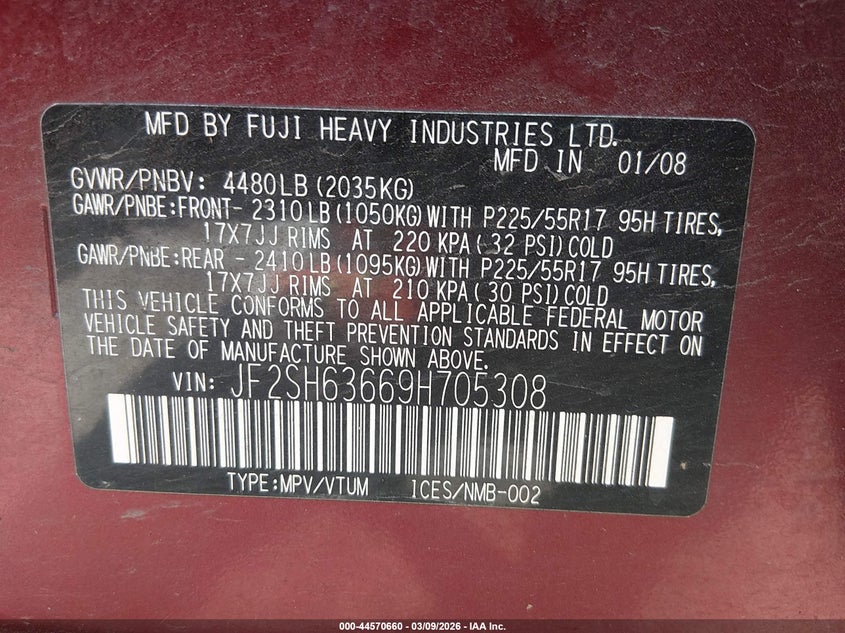 MFD BY FUJI HEAVY INDUSTRIES LTD.
MFD IN 01/08
GVWR/PNBV: 4480LB(2035KG)
GAWR/PNBE:FRONT- 2310LB(1050KG)WITH P225/55R17 95H TIRES,
17X7JJ RIMS AT 220 KPA( 32 PSI)COLD
GAWR/PNBE:REAR - 2410LB(1095KG)WITH P225/55R17 95H TIRES,
17X7JJ RIMS AT 210 KPA( 30 PSI)COLD
THIS VEHICLE CONFORMS TO ALL APPLICABLE FEDERAL MOTOR
VEHICLE SAFETY AND THEFT PREVENTION STANDARDS IN EFFECT ON
THE DATE OF MANUFACTURE SHOWN ABOVE.
VIN: JF2SH63669H705308
TYPE:MPV/VTUM ICES/NMB-002
000-44570660 - 03/09/2026 - IAA Inc.